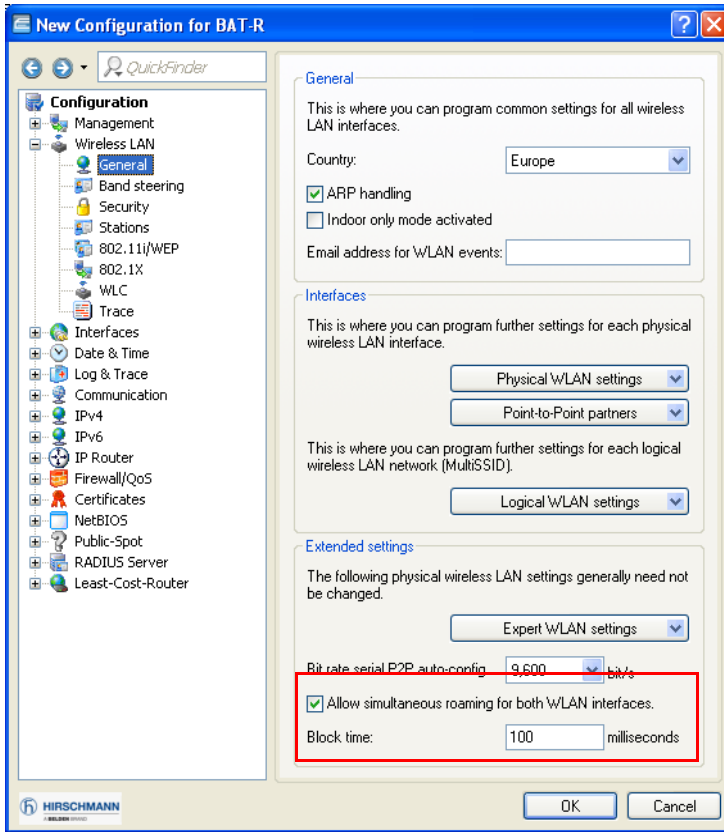 New Configuration for BAT-R
QuickFinder
Configuration
Management
Wireless LAN
General
Band steering
Security
Stations
802.11i/WEP
802.1X
WLC
Trace
Interfaces
Date & Time
Log & Trace
Communication
IPv4
IPv6
IP Router
Firewall/QoS
Certificates
NetBIOS
Public-Spot
RADIUS Server
Least-Cost-Router
General
This is where you can program common settings for all wireless
LAN interfaces.
Country: Europe
ARP handling
Indoor only mode activated
Email address for WLAN events:
Interfaces
This is where you can program further settings for each physical
wireless LAN interface.
Physical WLAN settings
Point-to-Point partners
This is where you can program further settings for each logical
wireless LAN network (MultiSSID).
Logical WLAN settings
Extended settings
The following physical wireless LAN settings generally need not
be changed.
Expert WLAN settings
Bit rate serial P2P auto-config 9,600 bit/s
Allow simultaneous roaming for both WLAN interfaces.
Block time: 100 milliseconds
HIRSCHMANN
A BELDEN BRAND
OK Cancel